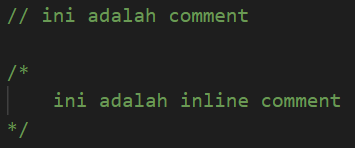 // ini adalah comment
/*
ini adalah inline comment
*/